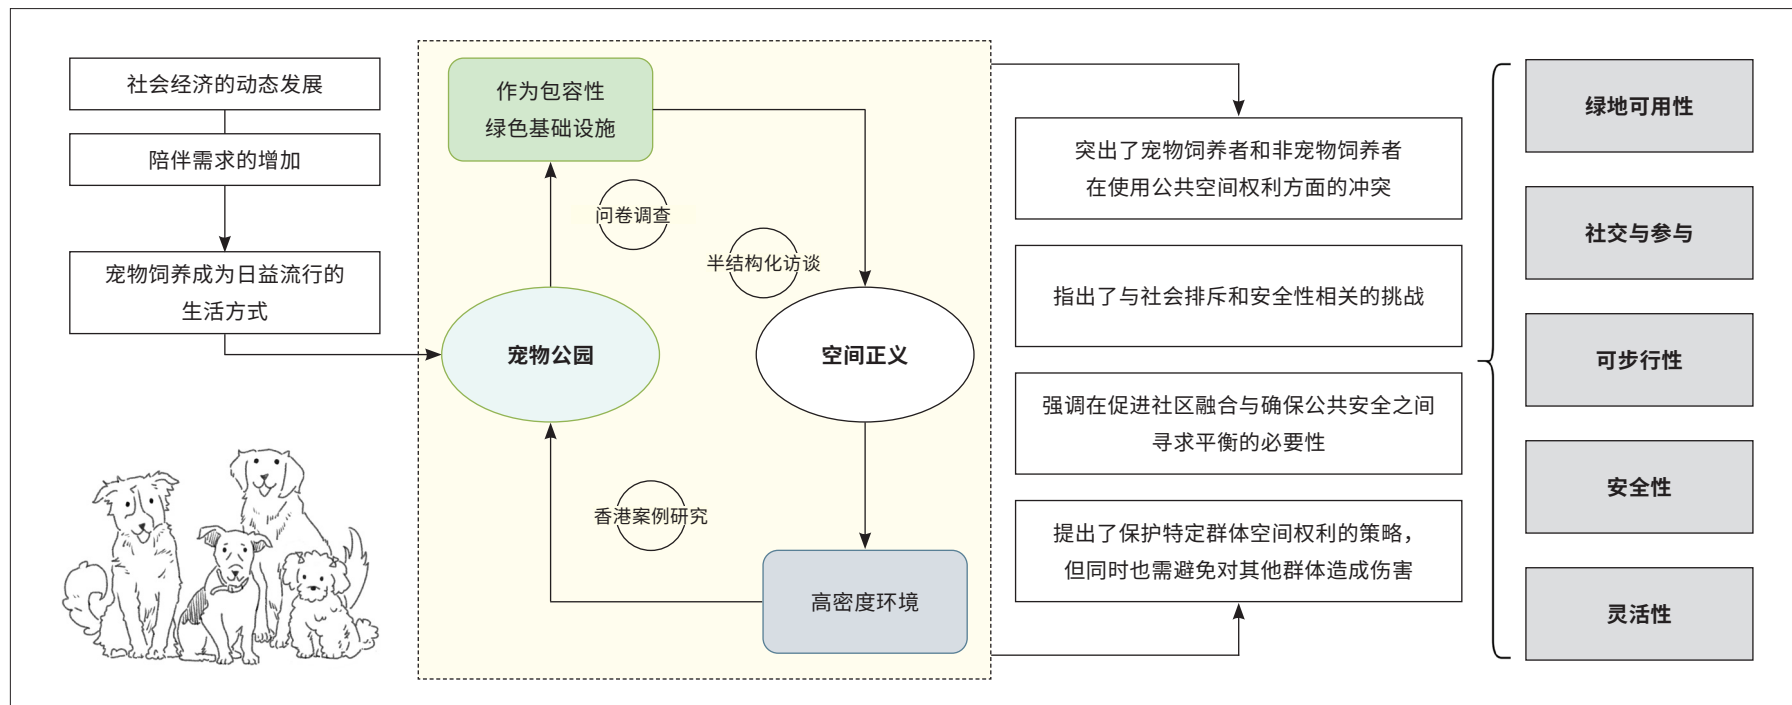 社会经济的动态发展
陪伴需求的增加
宠物饲养成为日益流行的
生活方式
作为包容性
绿色基础设施
问卷调查
半结构化访谈
宠物公园
空间正义
香港案例研究
高密度环境
突出了宠物饲养者和非宠物饲养者
在使用公共空间权利方面的冲突
指出了与社会排斥和安全性相关的挑战
强调在促进社区融合与确保公共安全之间
寻求平衡的必要性
提出了保护特定群体空间权利的策略,
但同时也需避免对其他群体造成伤害
绿地可用性
社交与参与
可步行性
安全性
灵活性